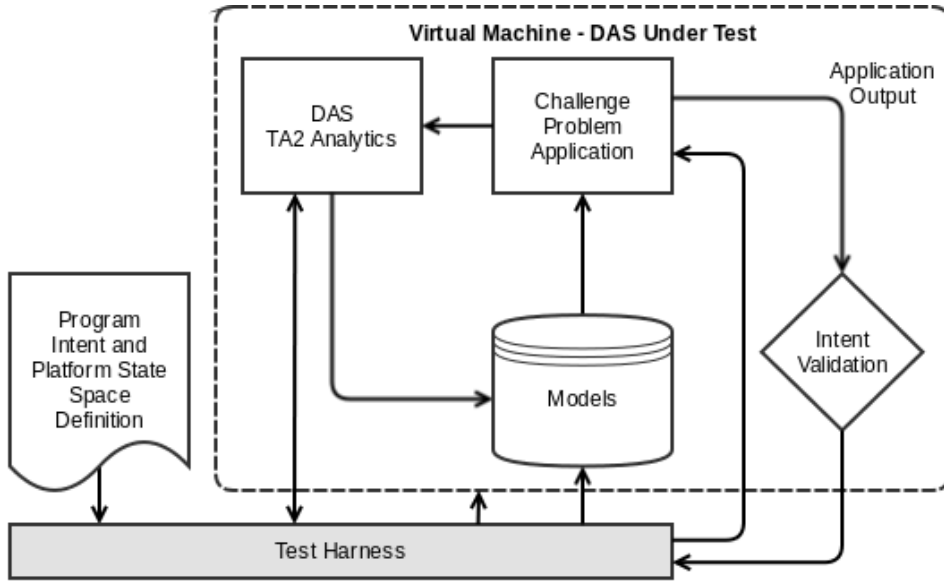 Virtual Machine - DAS Under Test
DAS
TA2 Analytics
Challenge
Problem
Application
Application
Output
Program
Intent and
Platform State
Space
Definition
Models
Intent
Validation
Test Harness